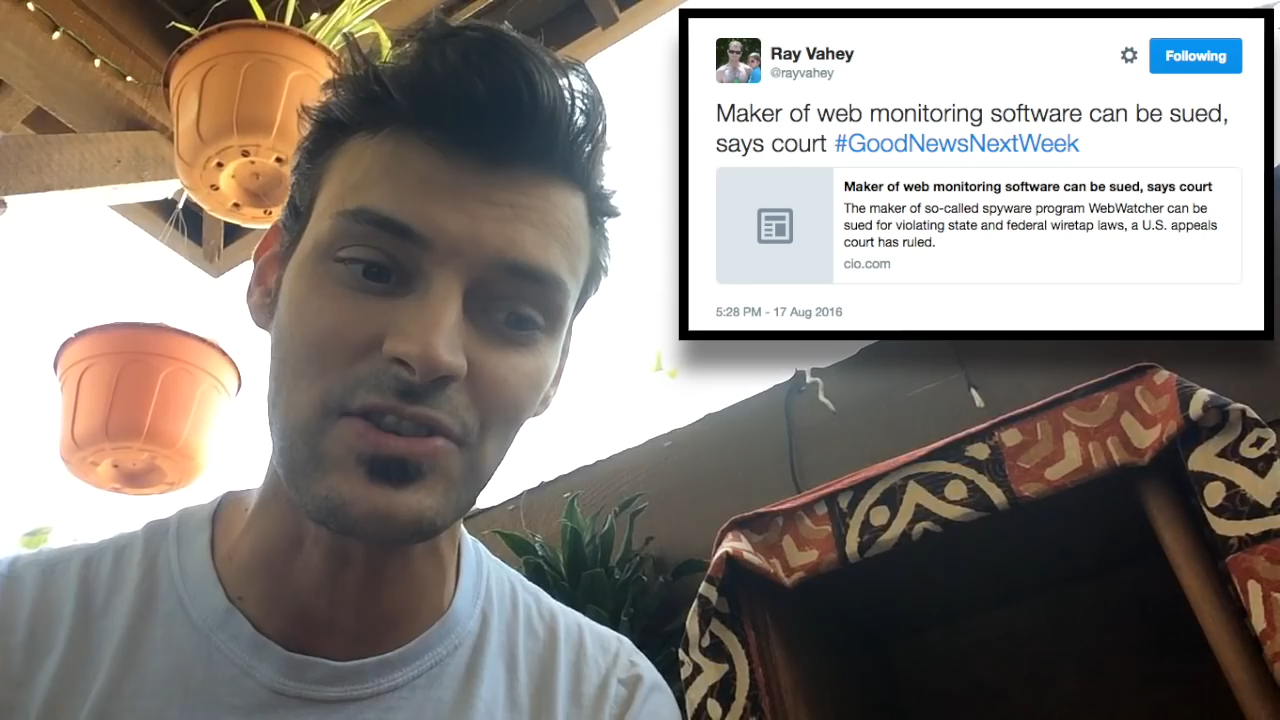 Ray Vahey
@rayvahey
Following
Maker of web monitoring software can be sued,
says court #GoodNewsNextWeek
Maker of web monitoring software can be sued, says court
The maker of so-called spyware program WebWatcher can be
sued for violating state and federal wiretap laws, a U.S. appeals
court has ruled.
cio.com
5:28 PM - 17 Aug 2016